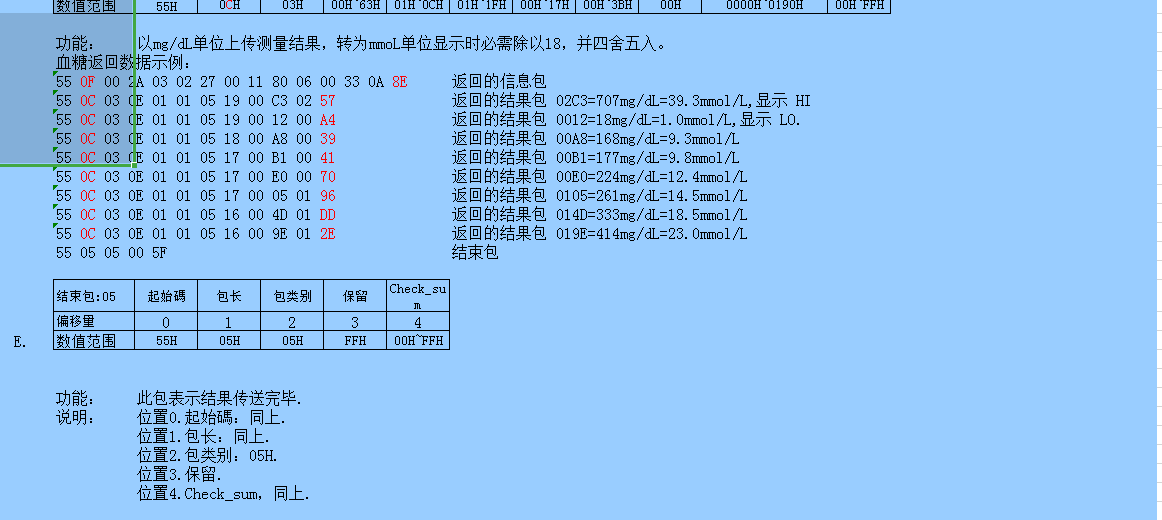 数值范围 55H 0CH 03H 00H~63H 01H~0CH 01H~1FH 00H~17H 00H~3BH 00H 0000H~0190H 00H~FFH
功能： 以mg/dL单位上传测量结果，转为mmoL单位显示时必需除以18，并四舍五入。
血糖返回数据示例：
55 0F 00 2A 03 02 27 00 11 80 06 00 33 0A 8E 返回的信息包
55 0C 03 0E 01 01 05 19 00 C3 02 57 返回的结果包 02C3=707mg/dL=39.3mmol/L,显示 HI
55 0C 03 0E 01 01 05 19 00 12 00 A4 返回的结果包 0012=18mg/dL=1.0mmol/L,显示 LO.
55 0C 03 0E 01 01 05 18 00 A8 00 39 返回的结果包 00A8=168mg/dL=9.3mmol/L
55 0C 03 0E 01 01 05 17 00 B1 00 41 返回的结果包 00B1=177mg/dL=9.8mmol/L
55 0C 03 0E 01 01 05 17 00 E0 00 70 返回的结果包 00E0=224mg/dL=12.4mmol/L
55 0C 03 0E 01 01 05 17 00 05 01 96 返回的结果包 0105=261mg/dL=14.5mmol/L
55 0C 03 0E 01 01 05 16 00 4D 01 DD 返回的结果包 014D=333mg/dL=18.5mmol/L
55 0C 03 0E 01 01 05 16 00 9E 01 2E 返回的结果包 019E=414mg/dL=23.0mmol/L
55 05 05 00 5F 结束包
结束包:05 起始碼 包长 包类别 保留 Check_sum
偏移量 0 1 2 3 4
E. 数值范围 55H 05H 05H FFH 00H~FFH
功能： 此包表示结果传送完毕.
说明： 位置0.起始碼：同上.
位置1.包长：同上.
位置2.包类别：05H.
位置3.保留.
位置4.Check_sum，同上.